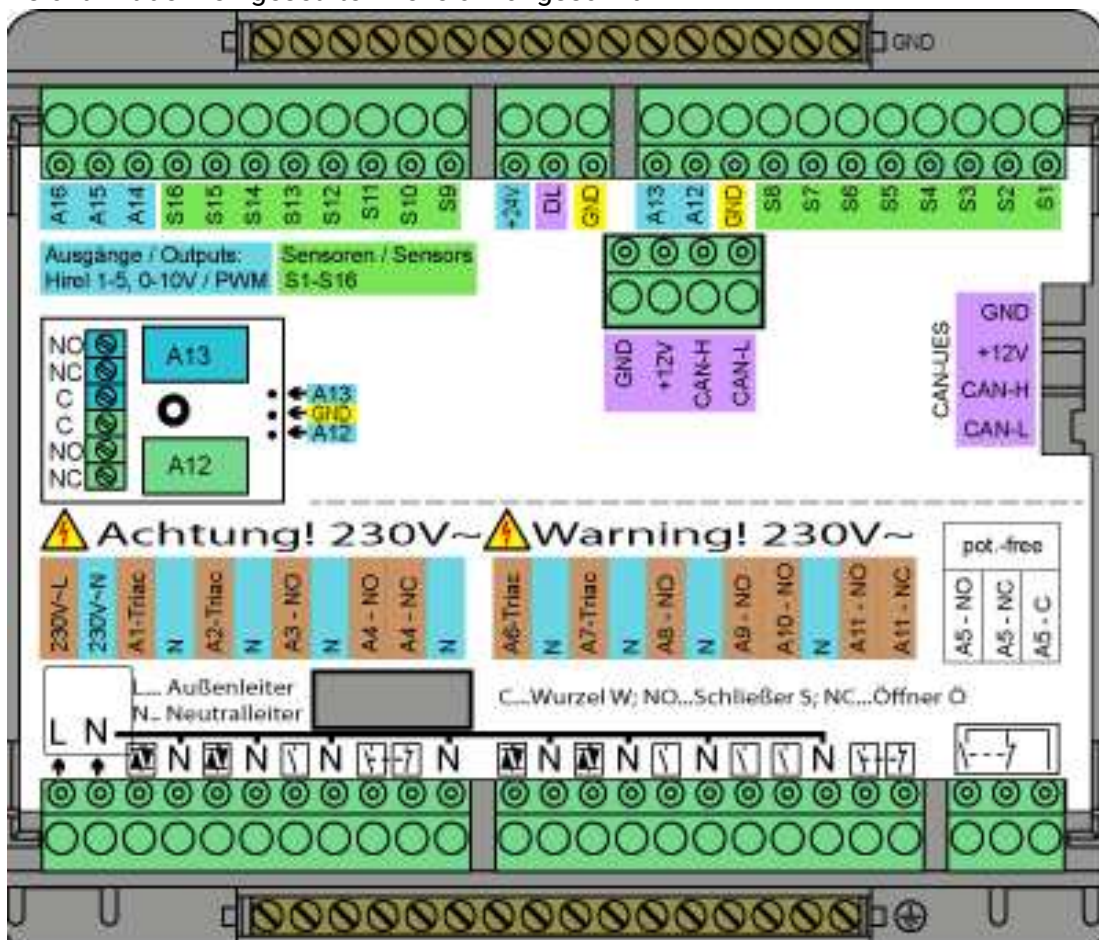 GND
A16 A15 A14 S16 S15 S14 S13 S12 S11 S10 S9
+24V DL GND
A13 A12 GND S8 S7 S6 S5 S4 S3 S2 S1
Ausgänge / Outputs:
Hirel 1-5, 0-10V / PWM
Sensoren / Sensors
S1-S16
GND +12V CAN-H CAN-L
CAN-UES
GND
+12V
CAN-H
CAN-L
NO
NC
C
C
NO
NC
A13
A12
A13
GND
A12
Achtung! 230V~
Warning! 230V~
pot.-free
230V~L 230V~N A1-Triac N A2-Triac N A3 - NO N A4 - NO A4 - NC N
A6-Triac N A7-Triac N A8 - NO N A9 - NO A10 - NO N A11 - NO A11 - NC
A5 - NO A5 - NC A5 - C
L... Außenleiter
N.. Neutralleiter
C...Wurzel W; NO...Schließer S; NC...Öffner Ö
L N
N N N N
N N N